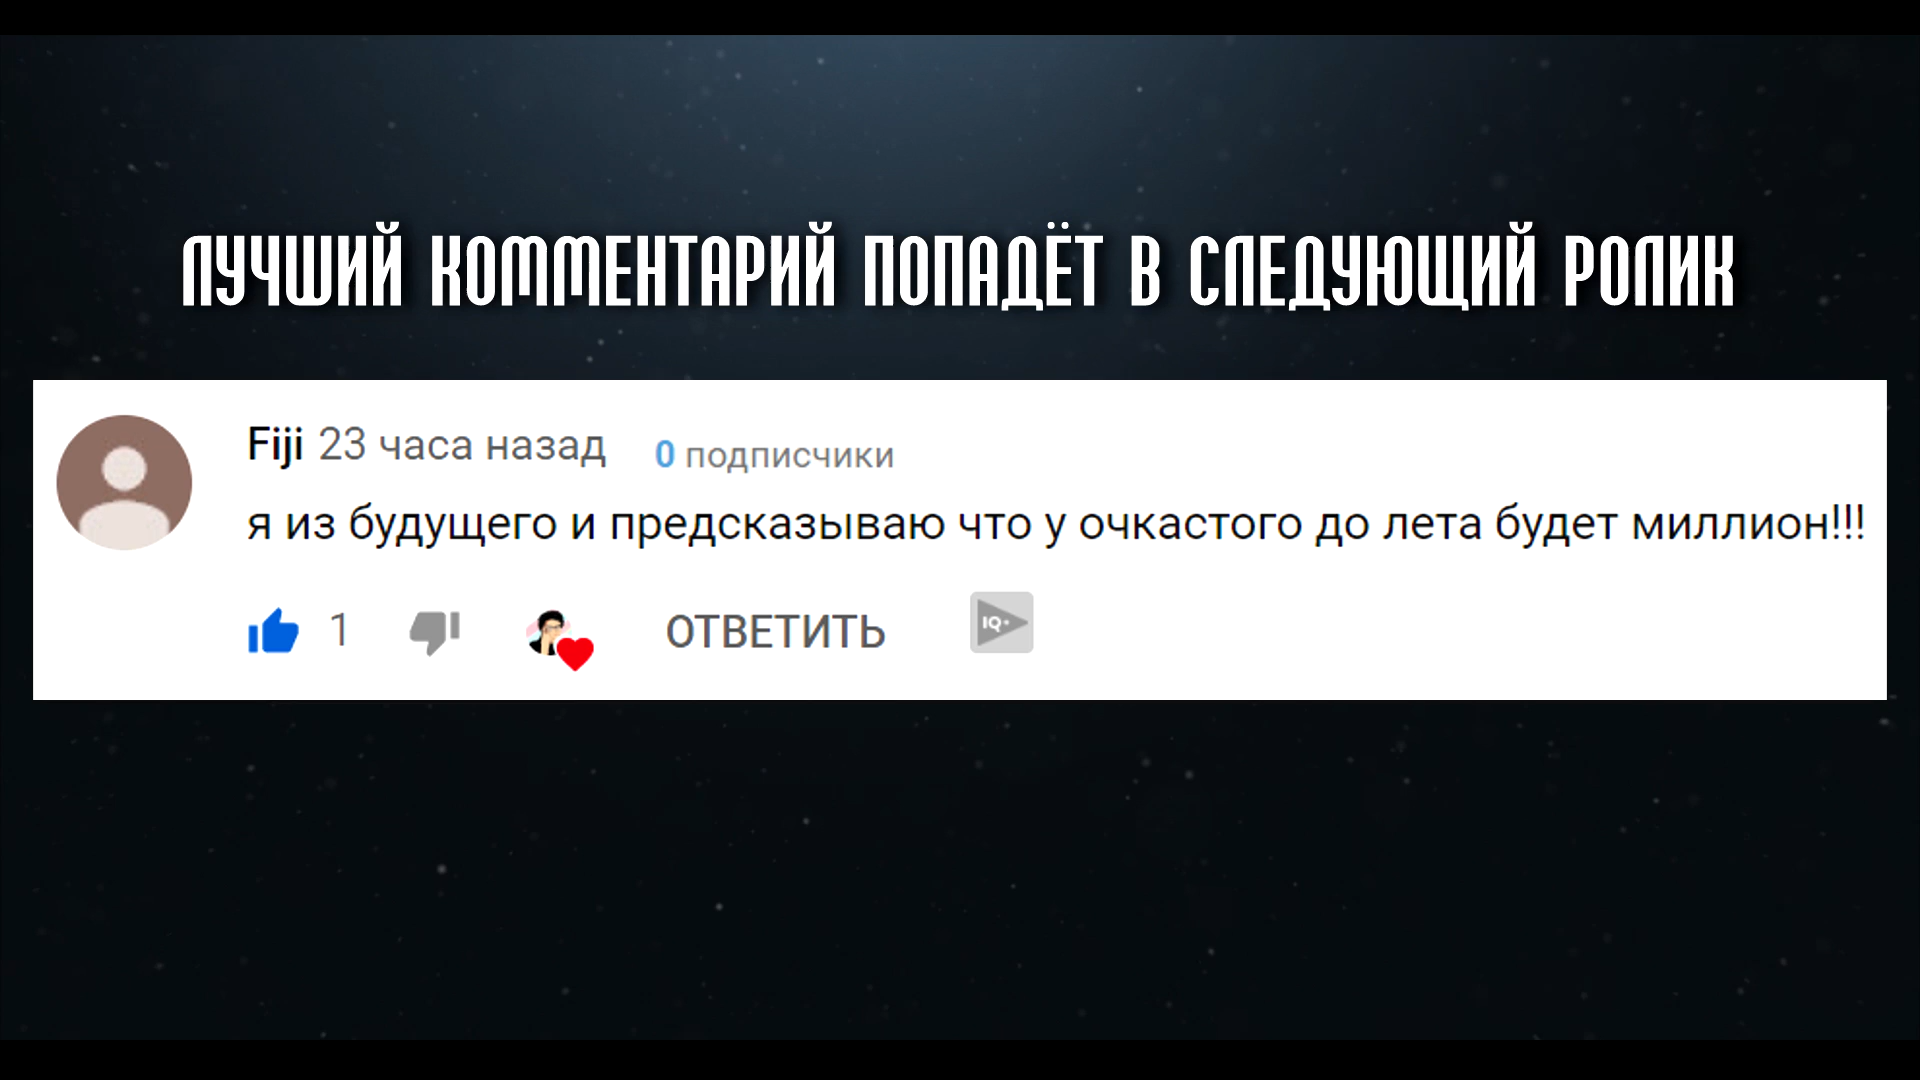 ЛУЧШИЙ КОММЕНТАРИЙ ПОПАДЁТ В СЛЕДУЮЩИЙ РОЛИК
Fiji 23 часа назад 0 подписчики
я из будущего и предсказываю что у очкастого до лета будет миллион!!!
1 ОТВЕТИТЬ IQ